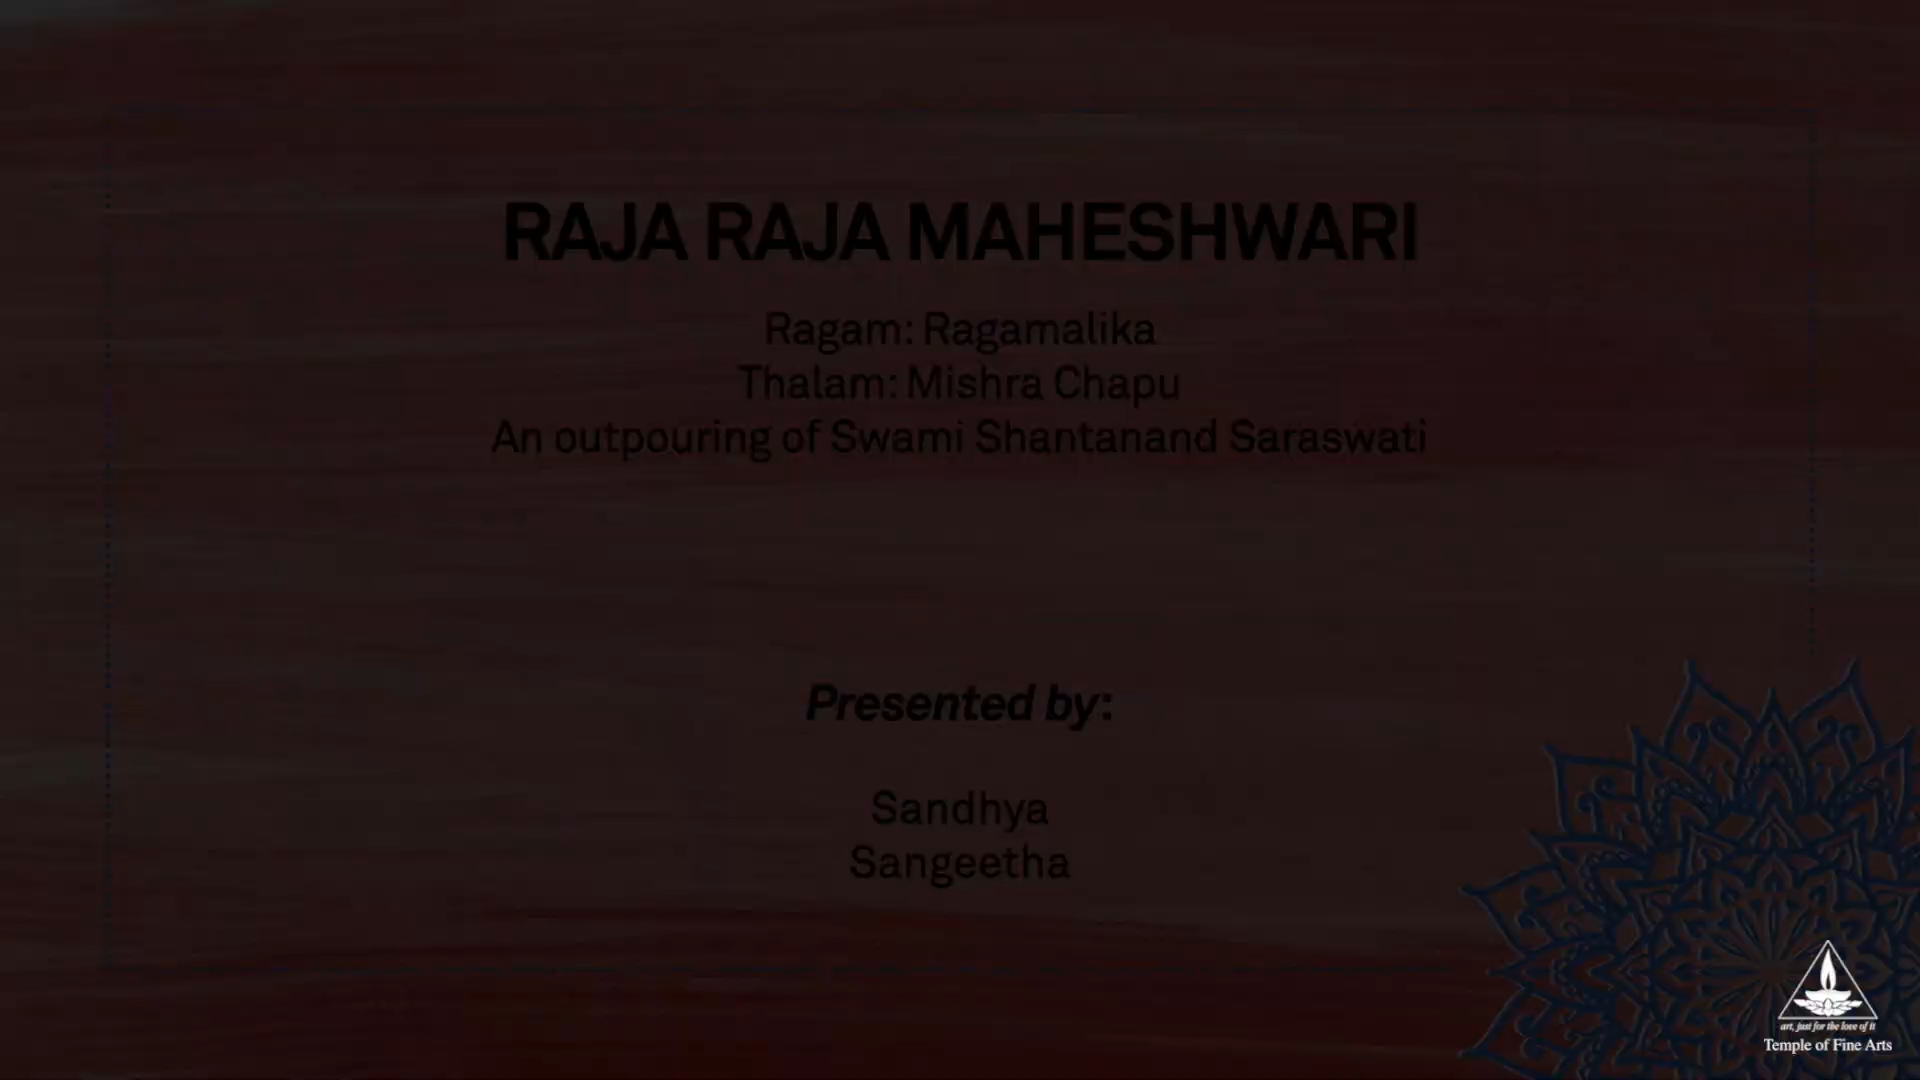 RAJA RAJA MAHESHWARI
Ragam: Ragamalika
Thalam: Mishra Chapu
An outpouring of Swami Shantanand Saraswati
Presented by:
Sandhya
Sangeetha
art, just for the love of it
Temple of Fine Arts